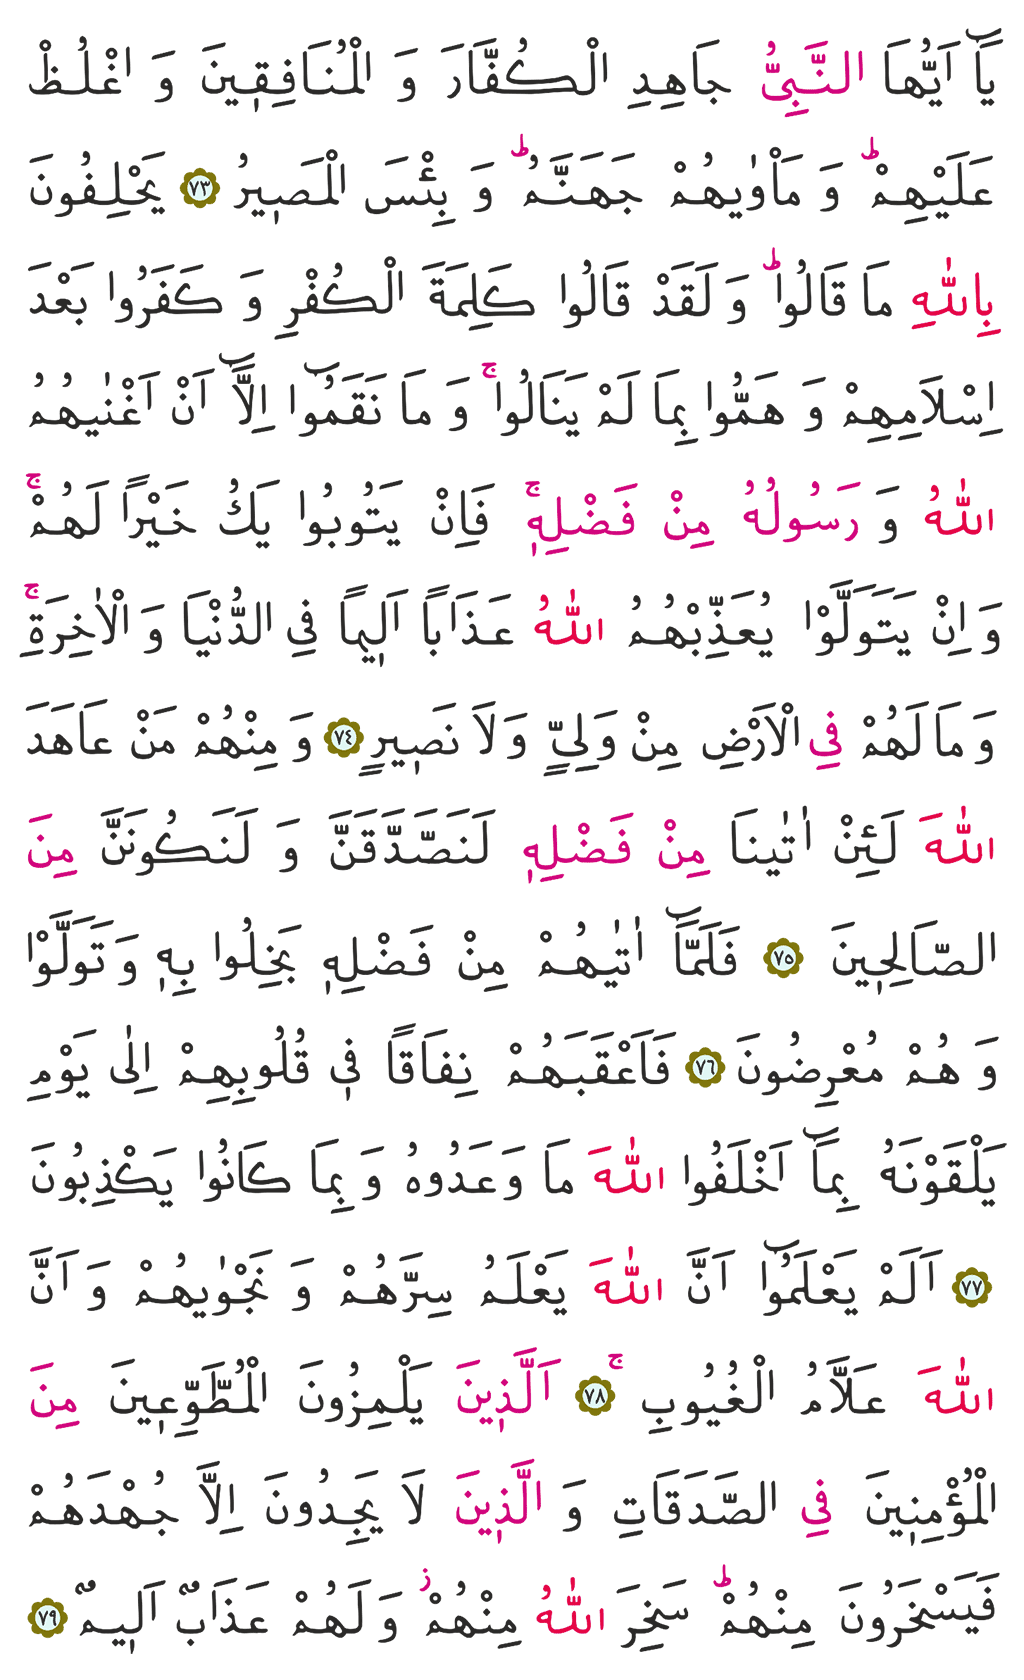 يَٓا اَيُّهَا النَّبِىُّ جَاهِدِ الْكُفَّارَ وَ الْمُنَافِقِينَ وَ اغْلُظْ
عَلَيْهِمْ ؕ وَ مَاْوٰيهُمْ جَهَنَّمُ ؕ وَ بِئْسَ الْمَصِيرُ ﴿٧٣﴾ يَحْلِفُونَ
بِاللّٰهِ مَا قَالُوا ؕ وَ لَقَدْ قَالُوا كَلِمَةَ الْكُفْرِ وَ كَفَرُوا بَعْدَ
اِسْلَامِهِمْ وَ هَمُّوا بِمَا لَمْ يَنَالُوا ۚ وَ مَا نَقَمُٓوا اِلَّٓا اَنْ اَغْنٰيهُمُ
اللّٰهُ وَ رَسُولُهُ مِنْ فَضْلِهٖ ۚ فَاِنْ يَتُوبُوا يَكُ خَيْرًا لَهُمْ ۚ
وَ اِنْ يَتَوَلَّوْا يُعَذِّبْهُمُ اللّٰهُ عَذَابًا اَلِيمًا فِى الدُّنْيَا وَ الْاٰخِرَةِ ۚ
وَ مَا لَهُمْ فِى الْاَرْضِ مِنْ وَلِىٍّ وَ لَا نَصِيرٍ ﴿٧٤﴾ وَ مِنْهُمْ مَنْ عَاهَدَ
اللّٰهَ لَئِنْ اٰتٰينَا مِنْ فَضْلِهٖ لَنَصَّدَّقَنَّ وَ لَنَكُونَنَّ مِنَ
الصَّالِحِينَ ﴿٧٥﴾ فَلَمَّٓا اٰتٰيهُمْ مِنْ فَضْلِهٖ بَخِلُوا بِهٖ وَ تَوَلَّوْا
وَ هُمْ مُعْرِضُونَ ﴿٧٦﴾ فَاَعْقَبَهُمْ نِفَاقًا فِى قُلُوبِهِمْ اِلٰى يَوْمِ
يَلْقَوْنَهُ بِمَٓا اَخْلَفُوا اللّٰهَ مَا وَعَدُوهُ وَ بِمَا كَانُوا يَكْذِبُونَ
﴿٧٧﴾ اَلَمْ يَعْلَمُٓوا اَنَّ اللّٰهَ يَعْلَمُ سِرَّهُمْ وَ نَجْوٰيهُمْ وَ اَنَّ
اللّٰهَ عَلَّامُ الْغُيُوبِ ۚ ﴿٧٨﴾ اَلَّذِينَ يَلْمِزُونَ الْمُطَّوِّعِينَ مِنَ
الْمُؤْمِنِينَ فِى الصَّدَقَاتِ وَ الَّذِينَ لَا يَجِدُونَ اِلَّا جُهْدَهُمْ
فَيَسْخَرُونَ مِنْهُمْ ؕ سَخِرَ اللّٰهُ مِنْهُمْ ز وَ لَهُمْ عَذَابٌ اَلِيمٌ ﴿٧٩﴾